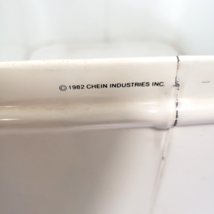 © 1982 CHEIN INDUSTRIES INC